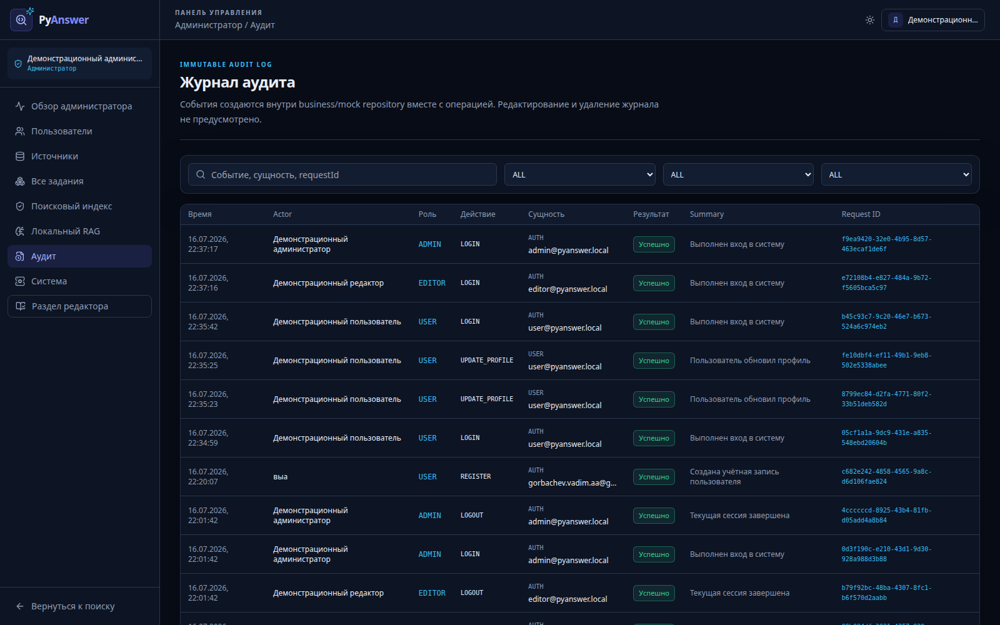 PyAnswer
ПАНЕЛЬ УПРАВЛЕНИЯ
Администратор / Аудит
Д
Демонстрационн...
Демонстрационный админис...
Администратор
Обзор администратора
Пользователи
Источники
Все задания
Поисковый индекс
Локальный RAG
Аудит
Система
Раздел редактора
Вернуться к поиску
IMMUTABLE AUDIT LOG
Журнал аудита
События создаются внутри business/mock repository вместе с операцией. Редактирование и удаление журнала
не предусмотрено.
Событие, сущность, requestId
ALL
ALL
ALL
Время Actor Роль Действие Сущность Результат Summary Request ID
16.07.2026,
22:37:17
Демонстрационный
администратор
ADMIN
LOGIN
AUTH
admin@pyanswer.local
Успешно
Выполнен вход в систему
f9ea9420-32e0-4b95-8d57-
463ecaf1de6f
16.07.2026,
22:37:16
Демонстрационный редактор
EDITOR
LOGIN
AUTH
editor@pyanswer.local
Успешно
Выполнен вход в систему
e72108b4-e827-484a-9b72-
f5605bca5c97
16.07.2026,
22:35:42
Демонстрационный пользователь
USER
LOGIN
AUTH
user@pyanswer.local
Успешно
Выполнен вход в систему
b45c93c7-9c20-46e7-b673-
524a6c974eb2
16.07.2026,
22:35:25
Демонстрационный пользователь
USER
UPDATE_PROFILE
USER
user@pyanswer.local
Успешно
Пользователь обновил профиль
fe10dbf4-ef11-49b1-9eb8-
502e5338abee
16.07.2026,
22:35:23
Демонстрационный пользователь
USER
UPDATE_PROFILE
USER
user@pyanswer.local
Успешно
Пользователь обновил профиль
8799ec84-d2fa-4771-80f2-
33b51deb582d
16.07.2026,
22:34:59
Демонстрационный пользователь
USER
LOGIN
AUTH
user@pyanswer.local
Успешно
Выполнен вход в систему
05cf1a1a-9dc9-431e-a835-
548ebd20604b
16.07.2026,
22:20:07
выа
USER
REGISTER
AUTH
gorbachev.vadim.aa@g...
Успешно
Создана учётная запись
пользователя
c682e242-4858-4565-9a8c-
d6d106fae824
16.07.2026,
22:01:42
Демонстрационный
администратор
ADMIN
LOGOUT
AUTH
admin@pyanswer.local
Успешно
Текущая сессия завершена
4ccccccd-8925-43b4-81fb-
d05add4a8b84
16.07.2026,
22:01:42
Демонстрационный
администратор
ADMIN
LOGIN
AUTH
admin@pyanswer.local
Успешно
Выполнен вход в систему
0d3f190c-e210-43d1-9d30-
928a988d3b88
16.07.2026,
22:01:42
Демонстрационный редактор
EDITOR
LOGOUT
AUTH
editor@pyanswer.local
Успешно
Текущая сессия завершена
b79f92bc-48ba-4307-8fc1-
b6f570d2aabb